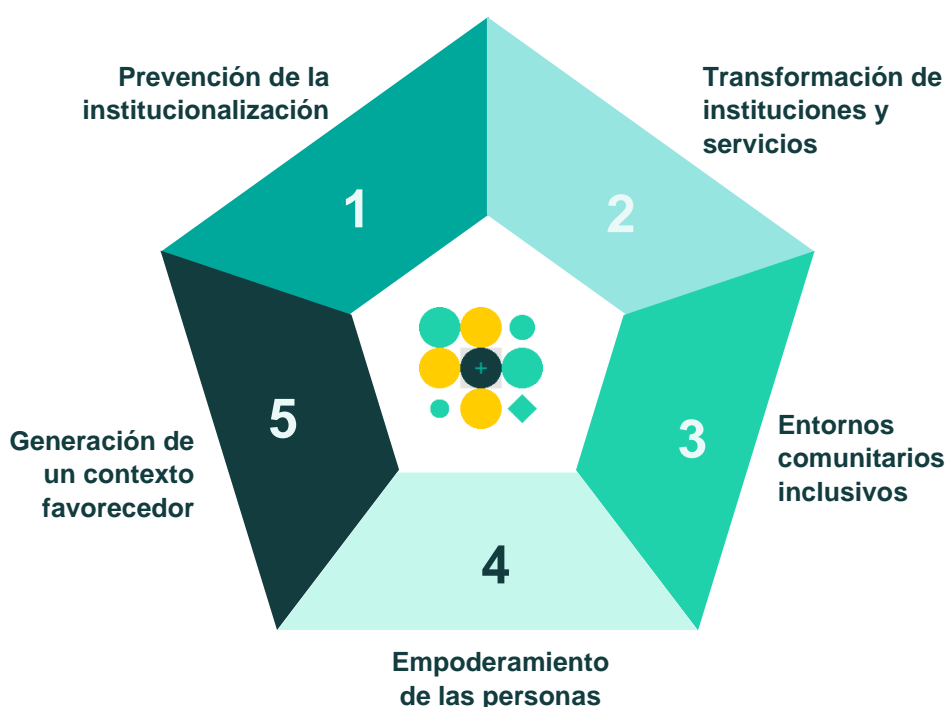 Prevención de la
institucionalización
1
Transformación de
instituciones y
servicios
2
Entornos
comunitarios
inclusivos
3
Empoderamiento
de las personas
4
Generación de
un contexto
favorecedor
5